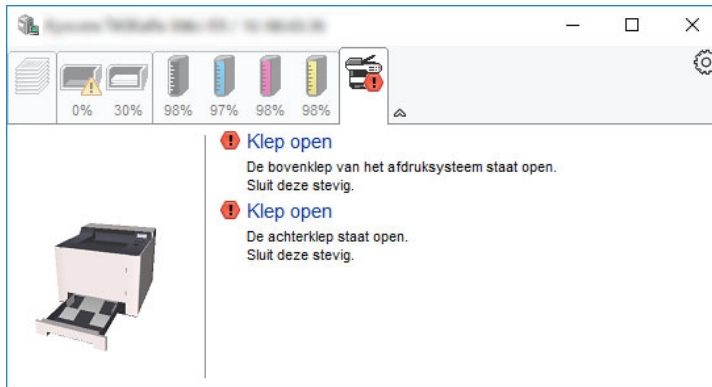 0%
30%
98%
97%
98%
98%
Klep open
De bovenklep van het afdruksysteem staat open.
Sluit deze stevig.
Klep open
De achterklep staat open.
Sluit deze stevig.